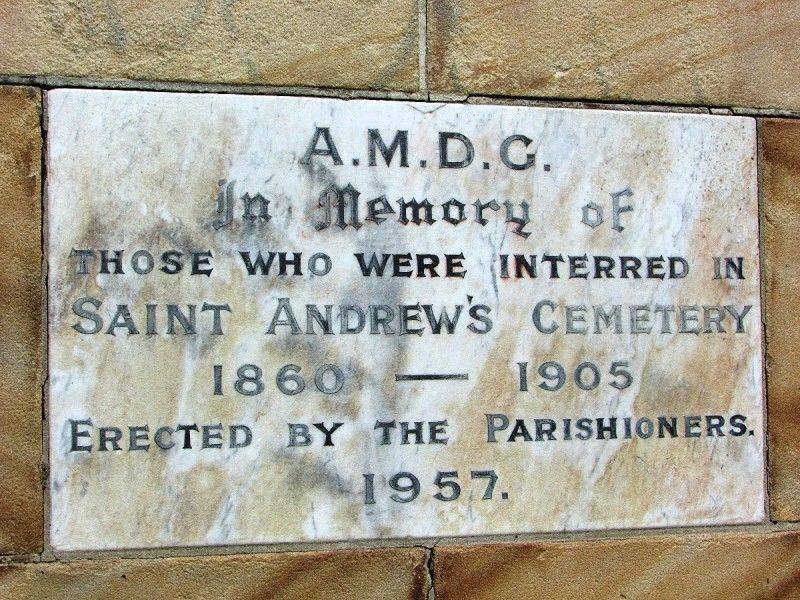 A.M.D.G.
In Memory of
THOSE WHO WERE INTERRED IN
SAINT ANDREW'S CEMETERY
1860 — 1905
ERECTED BY THE PARISHIONERS.
1957.